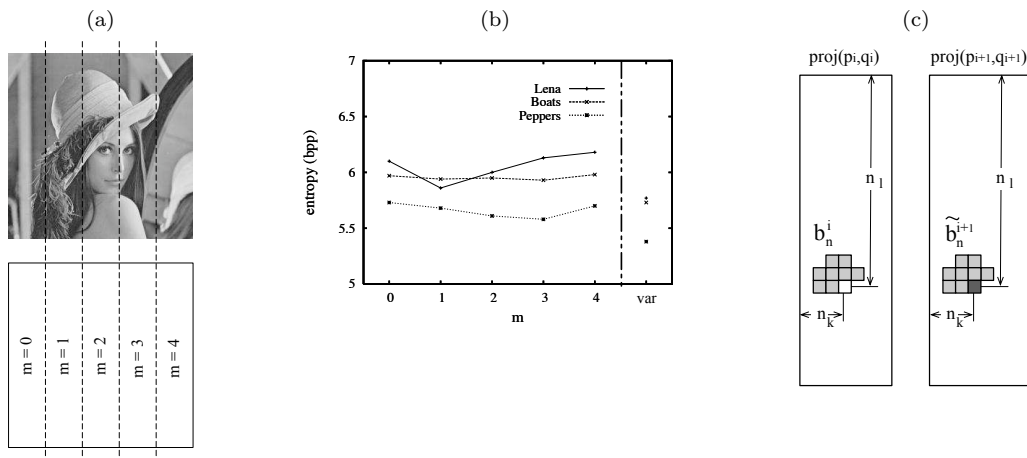 (a)
m = 0
m = 1
m = 2
m = 3
m = 4
(b)
7
6.5
6
5.5
5
entropy (bpp)
Lena
Boats
Peppers
0
1
2
3
4
var
m
(c)
proj(pi,qi)
proj(pi+1,qi+1)
n l
n l
b n i
b̃ n i+1
n k
n k